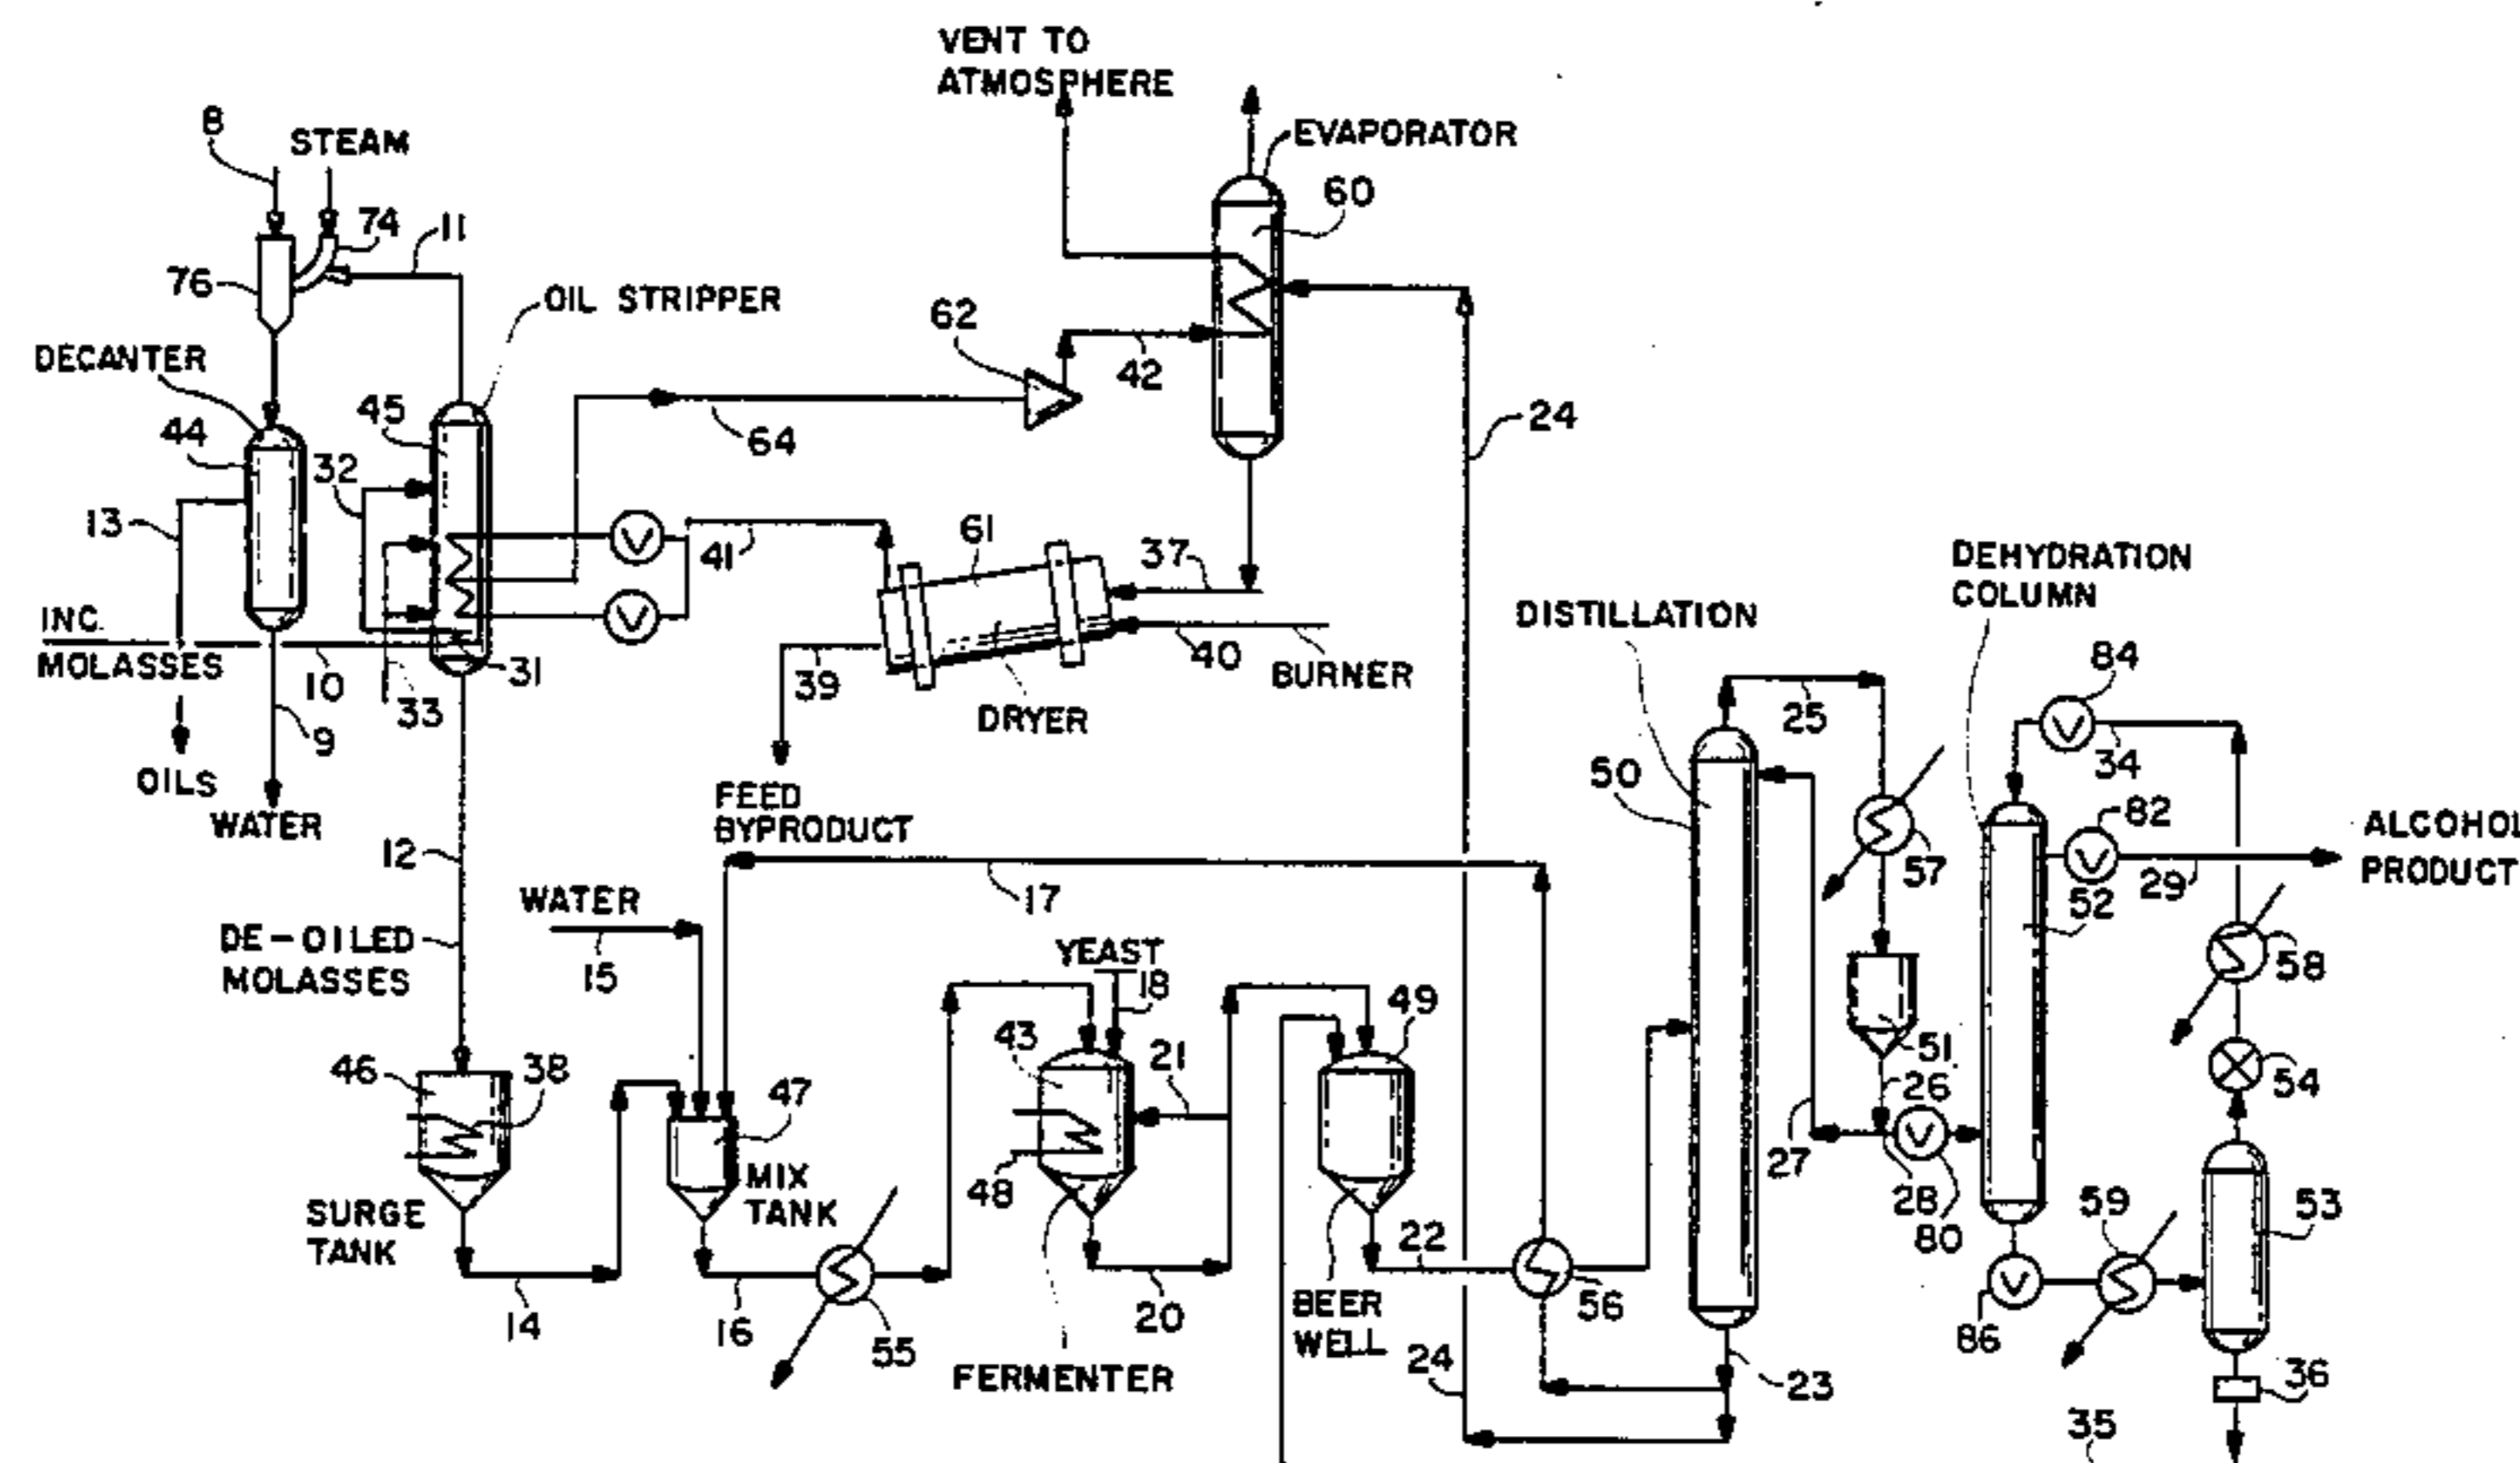 VENT TO
ATMOSPHERE
8
STEAM
EVAPORATOR
60
74
11
76
OIL STRIPPER
62
DECANTER
42
45
24
44
64
32
13
61
41
37
DEHYDRATION
COLUMN
DISTILLATION
INC.
MOLASSES
10
33
31
40
BURNER
39
84
9
DRYER
25
34
OILS
50
FEED
BYPRODUCT
WATER
82
ALCOHOL
PRODUCT
12
57
29
17
WATER
52
DE-OILED
MOLASSES
15
YEAST
18
58
49
43
21
51
46
38
47
26
54
27
MIX
TANK
48
28
80
59
53
SURGE
TANK
22
BEER
WELL
56
14
16
55
20
86
FERMENTER
24
23
36
35